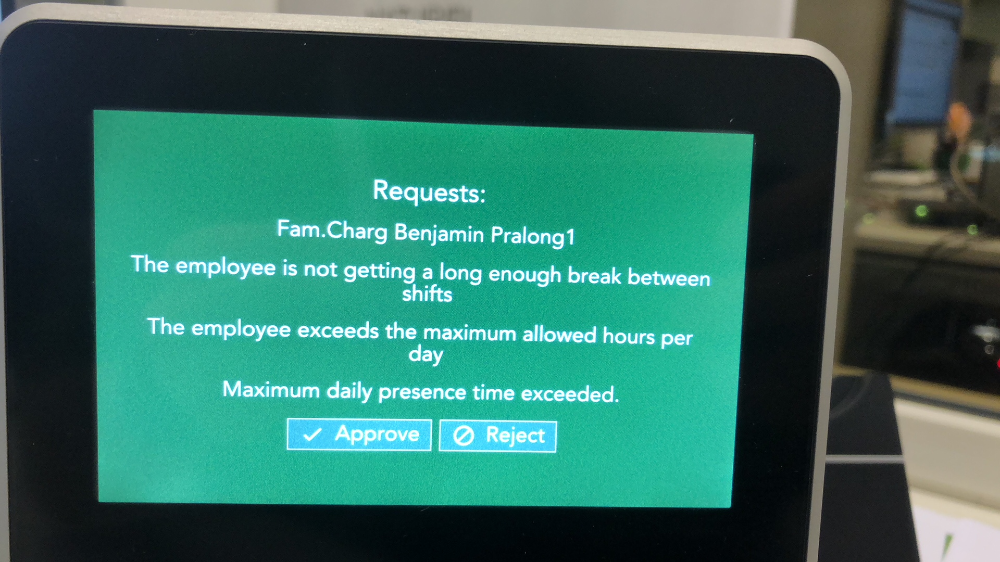 Requests:
Fam.Charg Benjamin Pralong1
The employee is not getting a long enough break between
shifts
The employee exceeds the maximum allowed hours per
day
Maximum daily presence time exceeded.
Approve
Reject